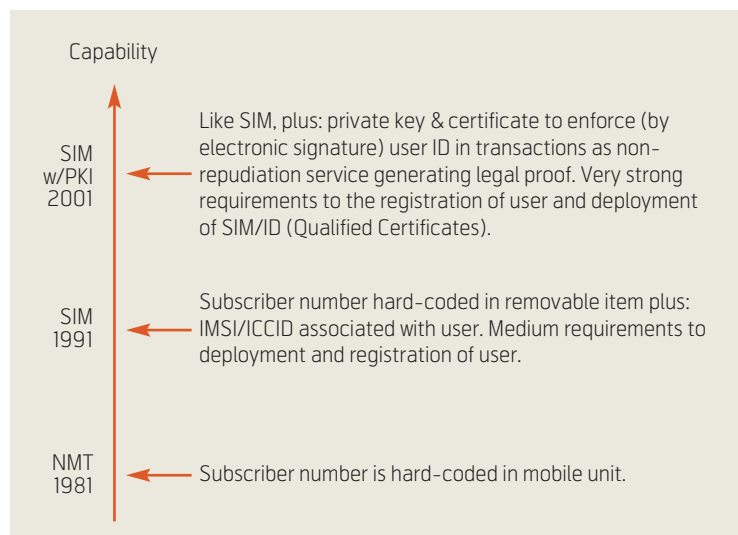 Capability
SIM
w/PKI
2001
Like SIM, plus: private key & certificate to enforce (by
electronic signature) user ID in transactions as non-
repudiation service generating legal proof. Very strong
requirements to the registration of user and deployment
of SIM/ID (Qualified Certificates).
SIM
1991
Subscriber number hard-coded in removable item plus:
IMSI/ICCID associated with user. Medium requirements to
deployment and registration of user.
NMT
1981
Subscriber number is hard-coded in mobile unit.